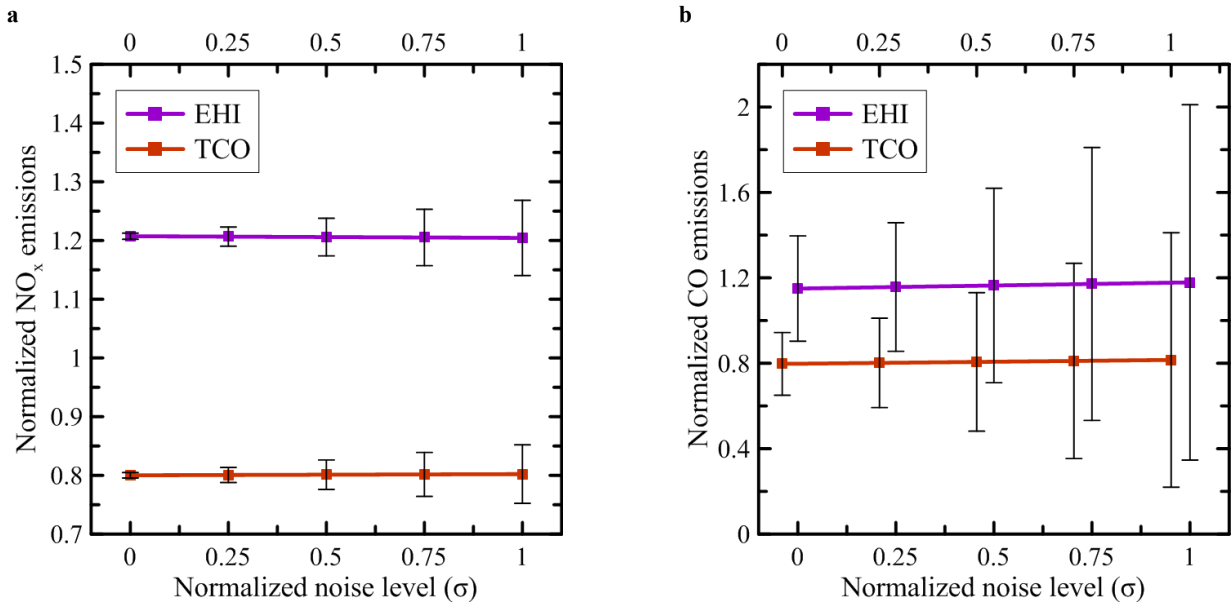 a
0 0.25 0.5 0.75 1
1.5
1.4
1.3
1.2
1.1
1
0.9
0.8
0.7
Normalized NOx emissions
EHI
TCO
0 0.25 0.5 0.75 1
Normalized noise level (σ)
b
0 0.25 0.5 0.75 1
2
1.6
1.2
0.8
0.4
0
Normalized CO emissions
EHI
TCO
0 0.25 0.5 0.75 1
Normalized noise level (σ)